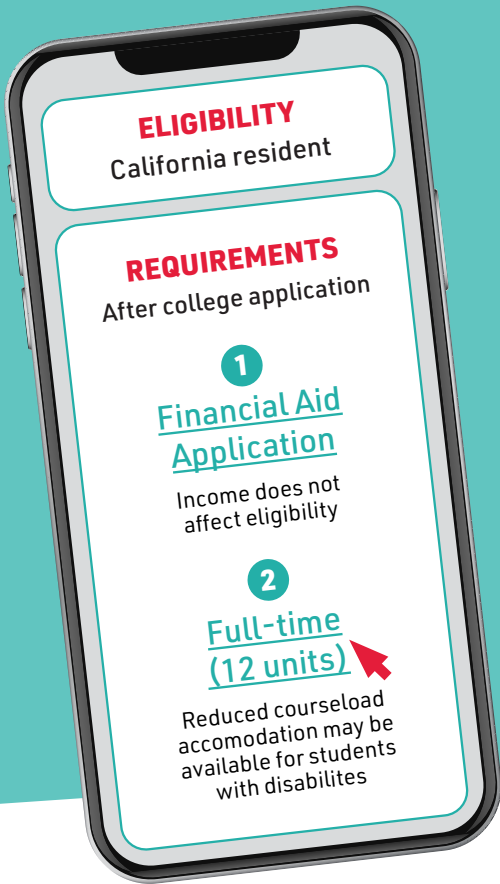 ELIGIBILITY
California resident
REQUIREMENTS
After college application
1
Financial Aid
Application
Income does not
affect eligibility
2
Full-time
(12 units)
Reduced courseload
accomodation may be
available for students
with disabilites